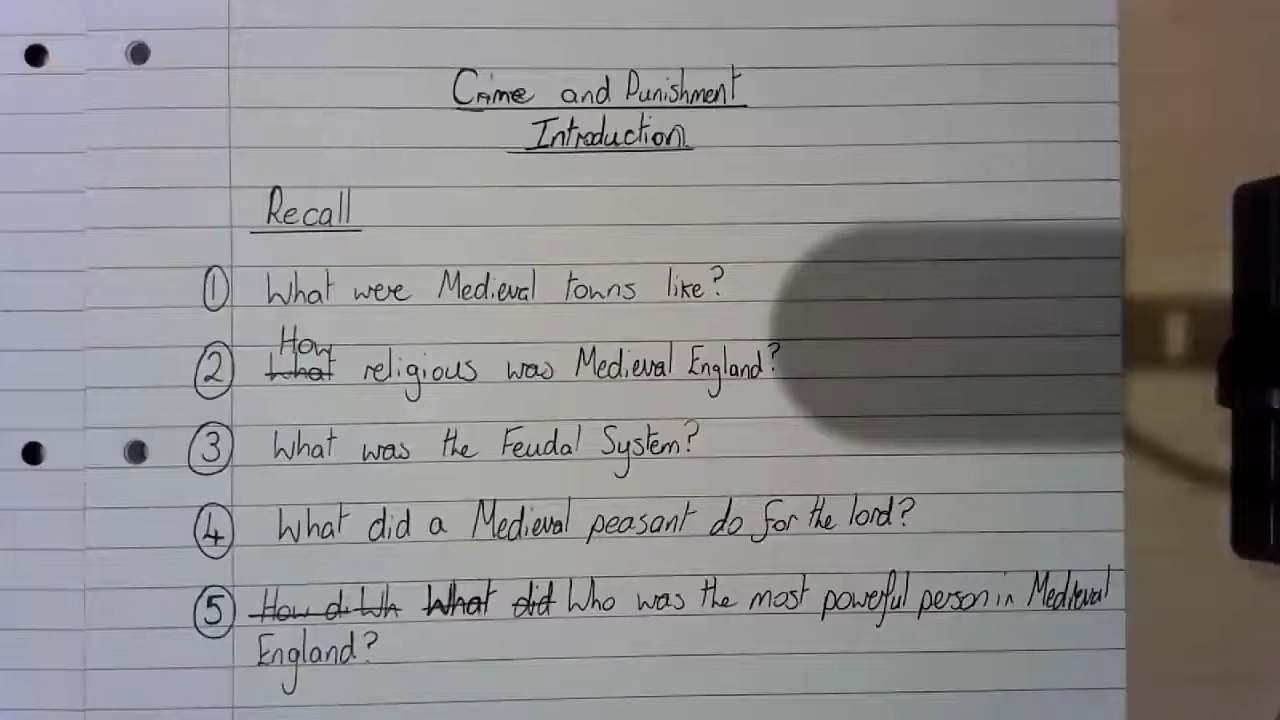 Crime and Punishment
Introduction
Recall
① What were Medieval towns like?
How
② What religious was Medieval England?
③ What was the Feudal System?
④ What did a Medieval peasant do for the lord?
⑤ How d. Wh What did Who was the most powerful person in Medieval
England?